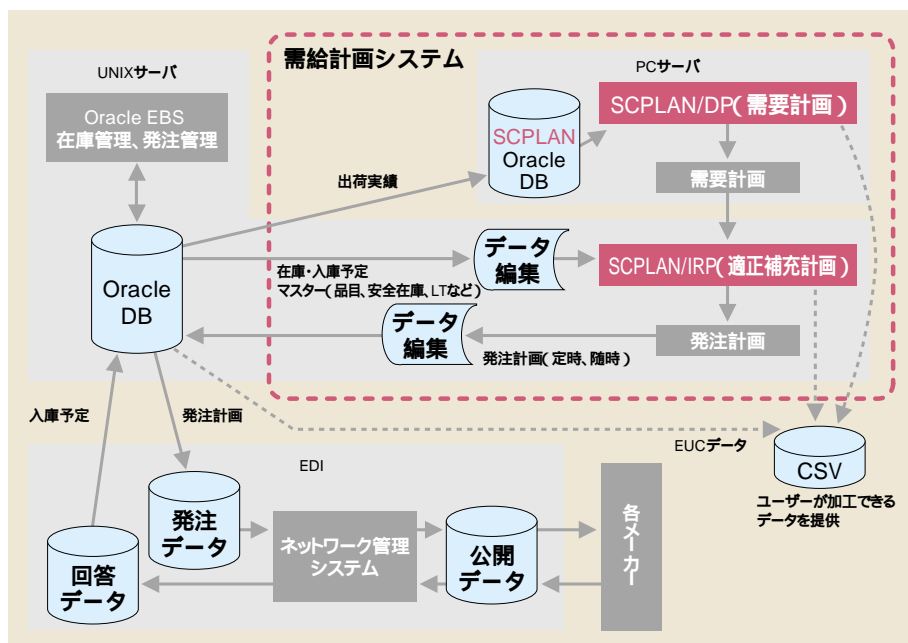 需給計画システム
UNIXサーバ
PCサーバ
Oracle EBS
在庫管理、発注管理
SCPLAN
Oracle
DB
SCPLAN/DP(需要計画)
需要計画
出荷実績
Oracle
DB
在庫・入庫予定
マスター(品目、安全在庫、LTなど)
データ
編集
SCPLAN/IRP(適正補充計画)
データ
編集
発注計画(定時、随時)
発注計画
入庫予定
発注計画
EUCデータ
CSV
ユーザーが加工できる
データを提供
EDI
発注
データ
回答
データ
ネットワーク管理
システム
公開
データ
各メーカー